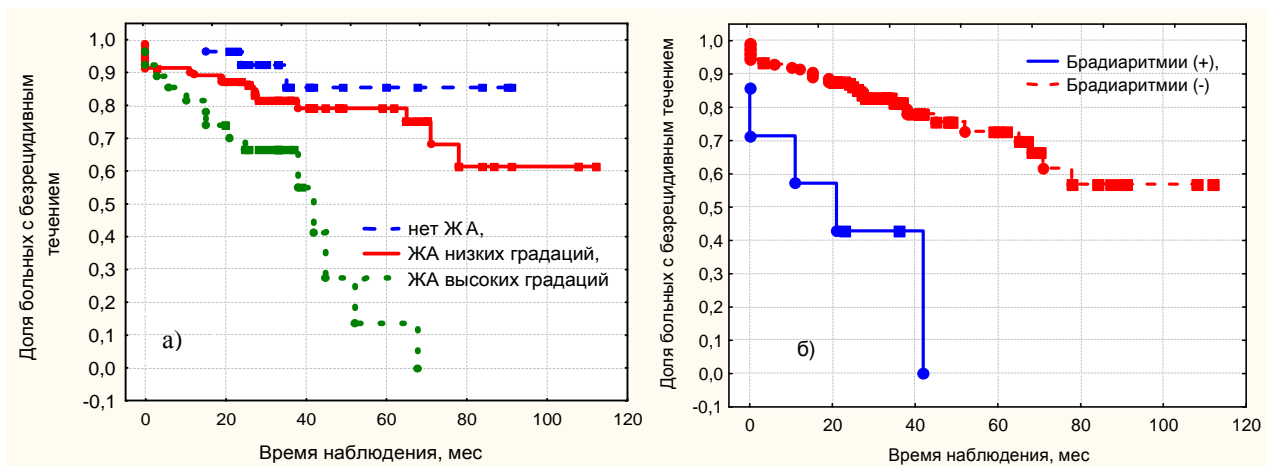 Доля больных с безрецидивным
течением
1,0
0,9
0,8
0,7
0,6
0,5
0,4
0,3
0,2
0,1
0,0
-0,1
нет ЖА,
ЖА низких градаций,
ЖА высоких градаций
а)
0 20 40 60 80 100 120
Время наблюдения, мес
Доля больных с безрецидивным течением
1,0
0,9
0,8
0,7
0,6
0,5
0,4
0,3
0,2
0,1
0,0
-0,1
Брадиаритмии (+),
Брадиаритмии (-)
б)
0 20 40 60 80 100 120
Время наблюдения, мес